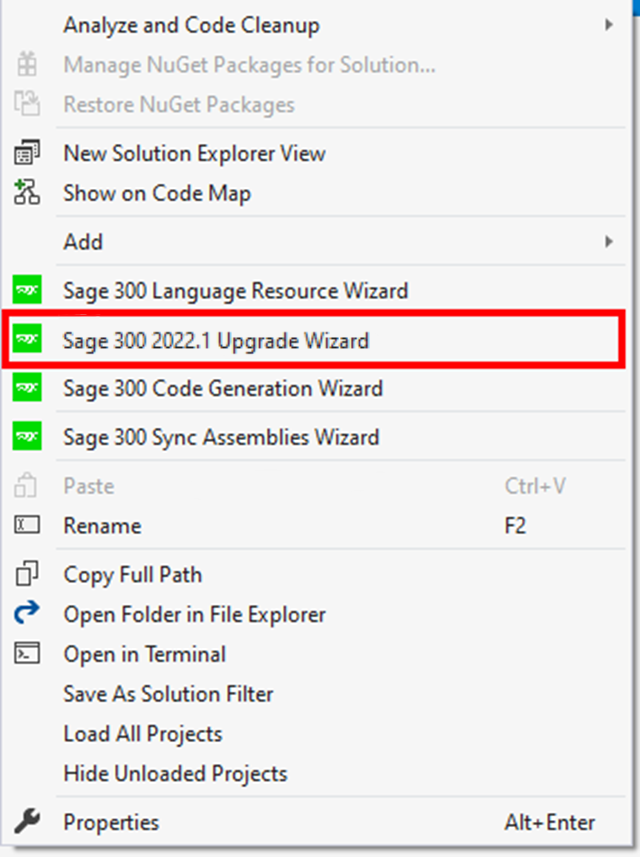 Analyze and Code Cleanup
Manage NuGet Packages for Solution...
Restore NuGet Packages
New Solution Explorer View
Show on Code Map
Add
Sage 300 Language Resource Wizard
Sage 300 2022.1 Upgrade Wizard
Sage 300 Code Generation Wizard
Sage 300 Sync Assemblies Wizard
Paste Ctrl+V
Rename F2
Copy Full Path
Open Folder in File Explorer
Open in Terminal
Save As Solution Filter
Load All Projects
Hide Unloaded Projects
Properties Alt+Enter